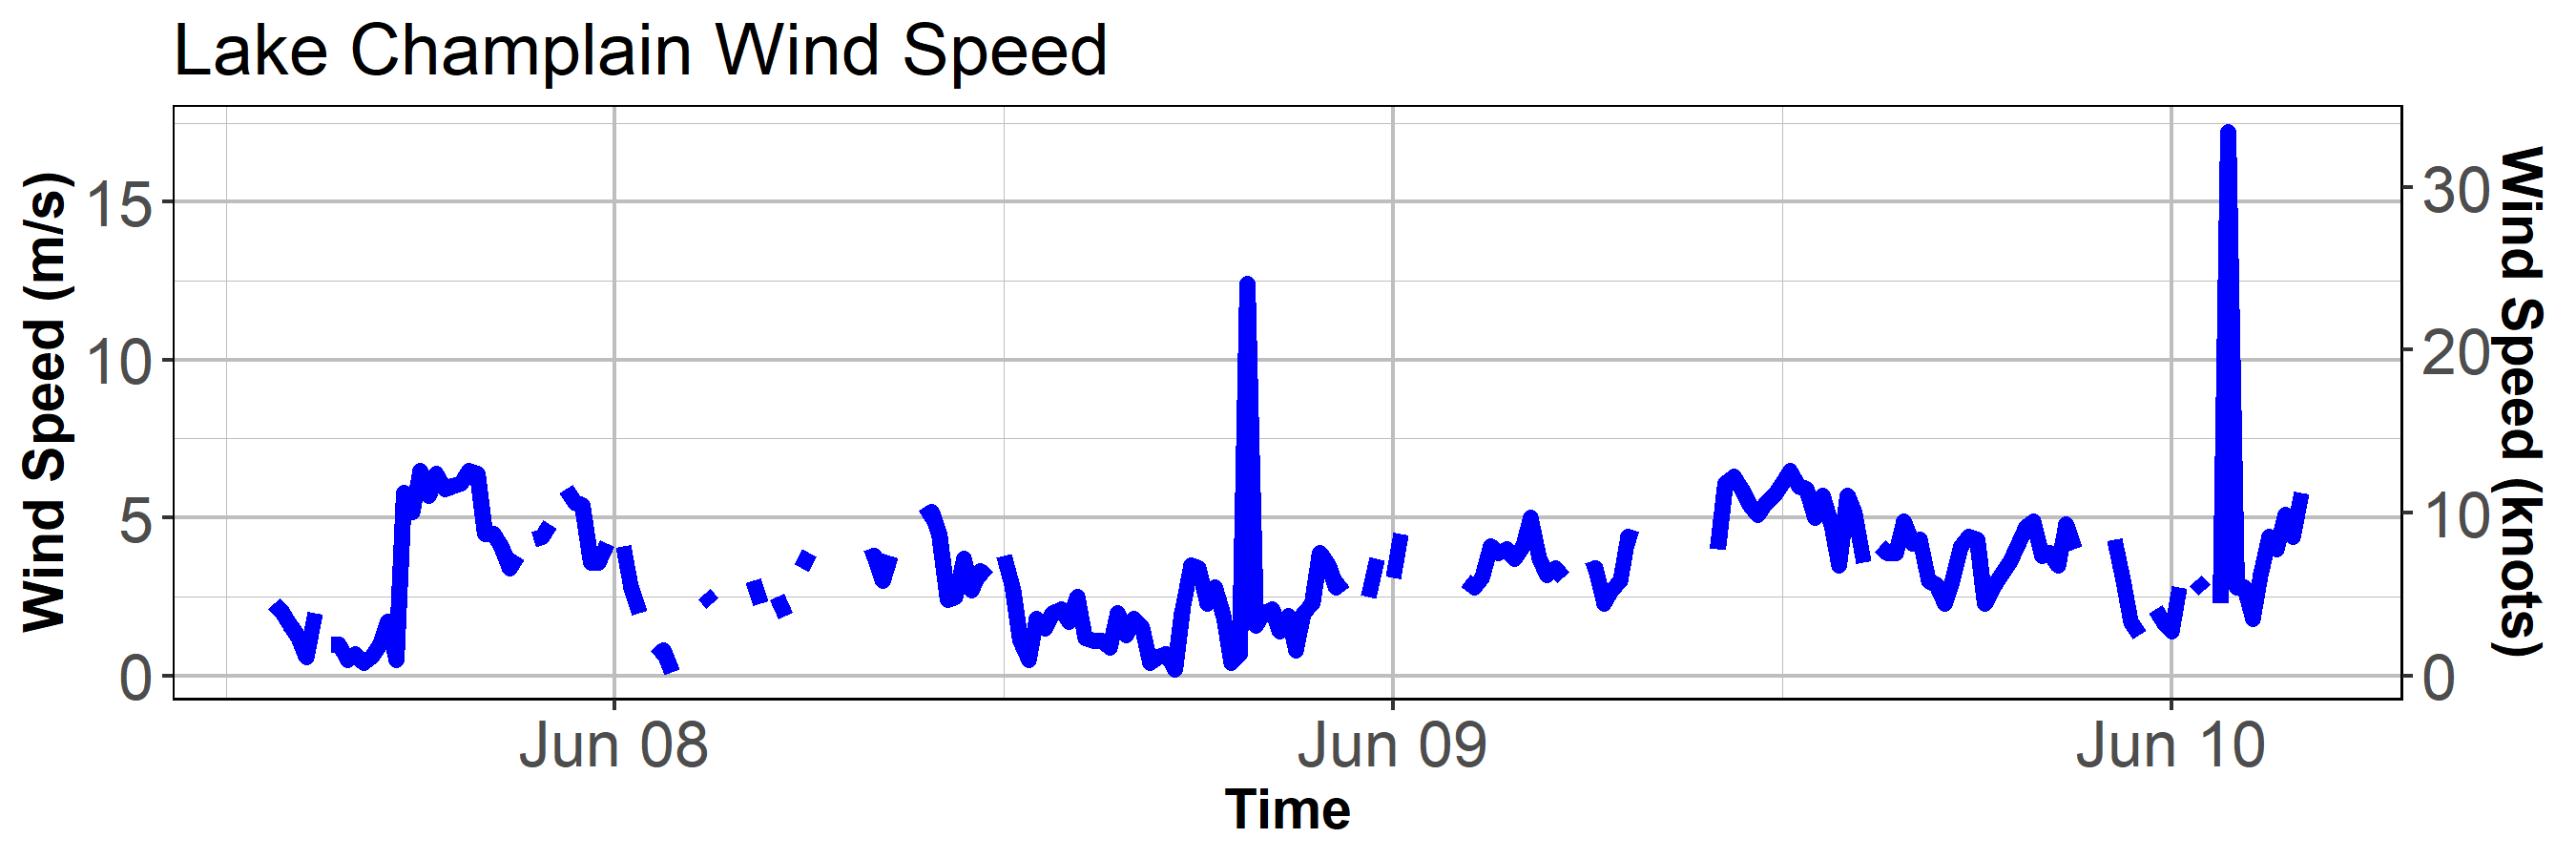 Lake Champlain Wind Speed
Wind Speed (m/s)
15
10
5
0
30
20
10
0
Wind Speed (knots)
Jun 08
Jun 09
Jun 10
Time